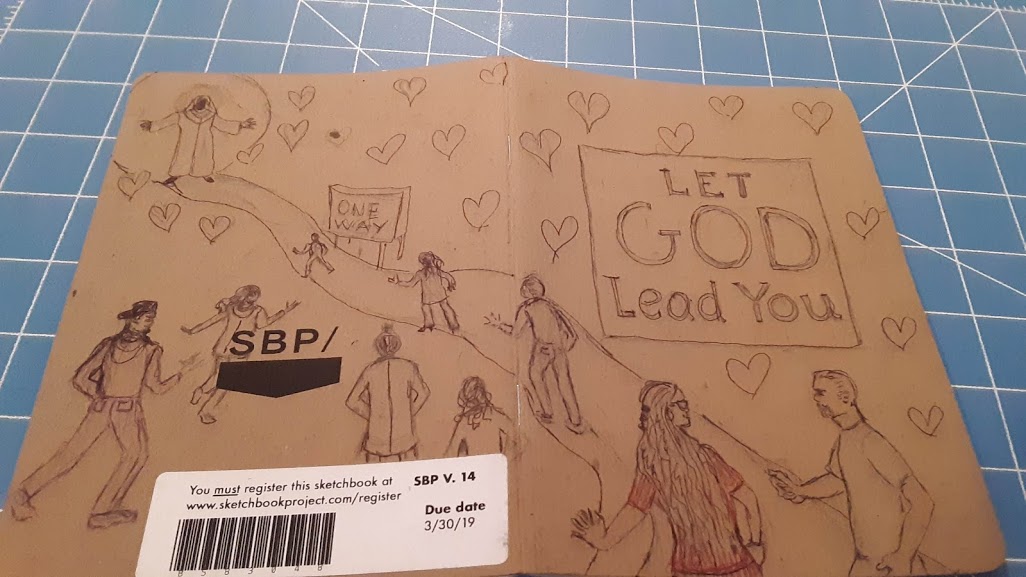 ONE
WAY
SBP/
You must register this sketchbook at
www.sketchbookproject.com/register
SBP V. 14
Due date
3/30/19
LET
GOD
Lead You